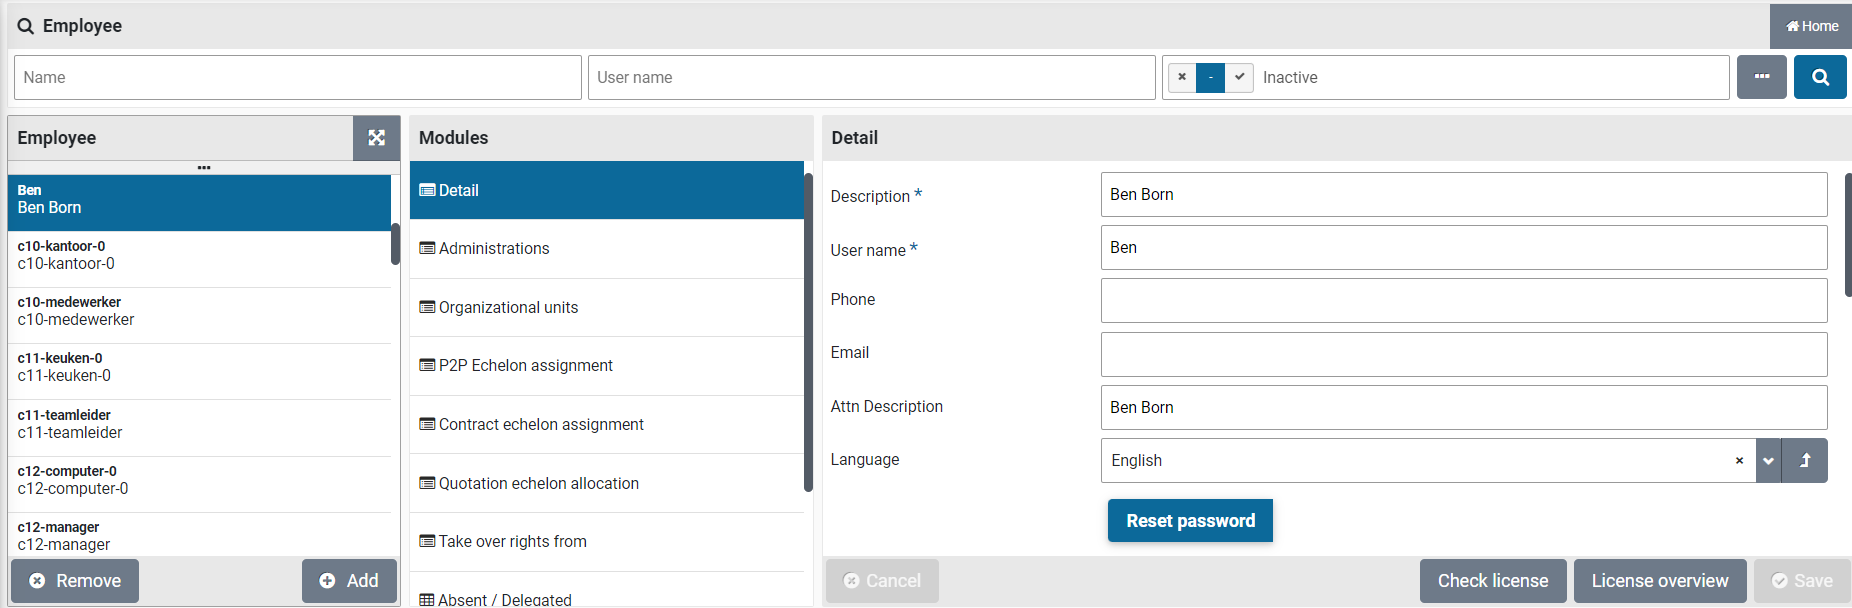 Employee
Home
Name
User name
- Inactive
Employee
Modules
Detail
Ben
Ben Born
c10-kantoor-0
c10-kantoor-0
c10-medewerker
c10-medewerker
c11-keuken-0
c11-keuken-0
c11-teamleider
c11-teamleider
c12-computer-0
c12-computer-0
c12-manager
c12-manager
Remove
Add
Detail
Administrations
Organizational units
P2P Echelon assignment
Contract echelon assignment
Quotation echelon allocation
Take over rights from
Absent / Delegated
Description * Ben Born
User name * Ben
Phone
Email
Attn Description Ben Born
Language English
Reset password
Cancel
Check license
License overview
Save